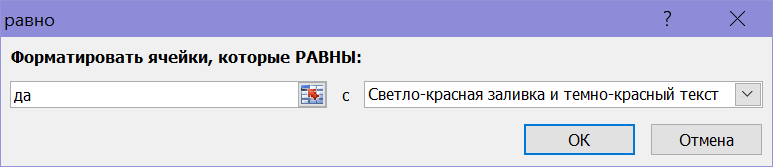 равно
Форматировать ячейки, которые РАВНЫ:
да с Светло-красная заливка и темно-красный текст
ОК Отмена